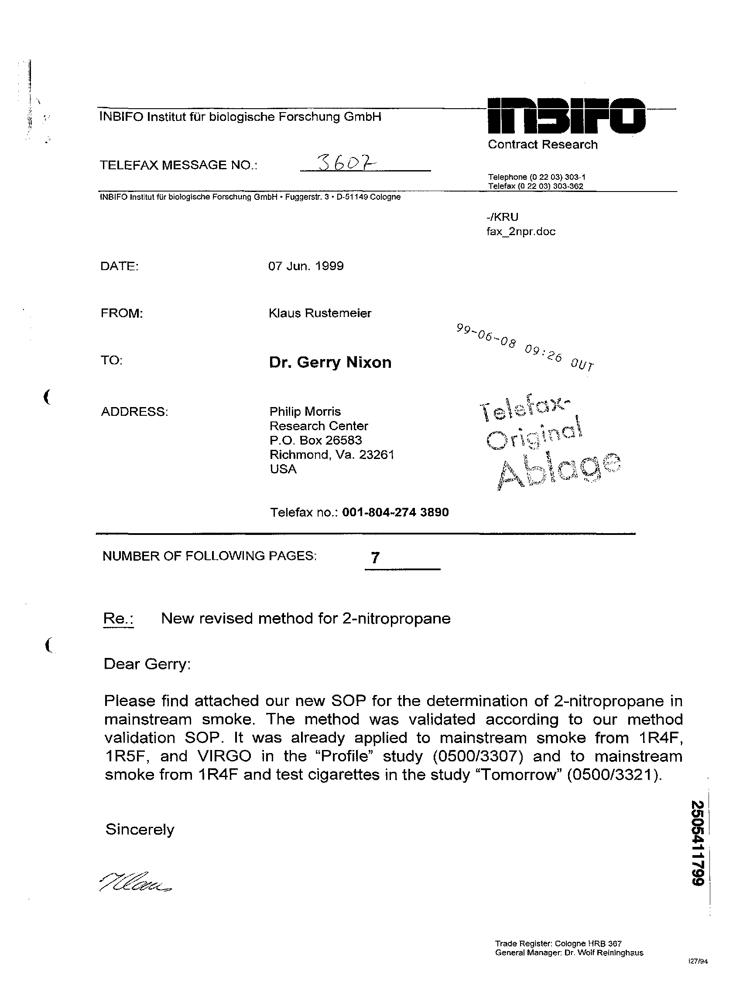 INBIFO Institut für biologische Forschung GmbH
INBIFO
Contract Research
TELEFAX MESSAGE NO.: 3607
Telephone (0 22 03) 303-1
Telefax (0 22 03) 303-362
INBIFO Institut für biologische Forschung GmbH • Fuggerstr. 3 • D-51149 Cologne
-/KRU
fax_2npr.doc
DATE: 07 Jun. 1999
FROM: Klaus Rustemeier
99-06-08 09:26 OUT
TO: Dr. Gerry Nixon
ADDRESS: Philip Morris
Research Center
P.O. Box 26583
Richmond, Va. 23261
USA
Telefax-
Original
Ablage
Telefax no.: 001-804-274 3890
NUMBER OF FOLLOWING PAGES: 7
Re.: New revised method for 2-nitropropane
Dear Gerry:
Please find attached our new SOP for the determination of 2-nitropropane in
mainstream smoke. The method was validated according to our method
validation SOP. It was already applied to mainstream smoke from 1R4F,
1R5F, and VIRGO in the “Profile” study (0500/3307) and to mainstream
smoke from 1R4F and test cigarettes in the study “Tomorrow” (0500/3321).
Sincerely
Klaus
2505411799
Trade Register: Cologne HRB 367
General Manager: Dr. Wolf Reininghaus
I27/94